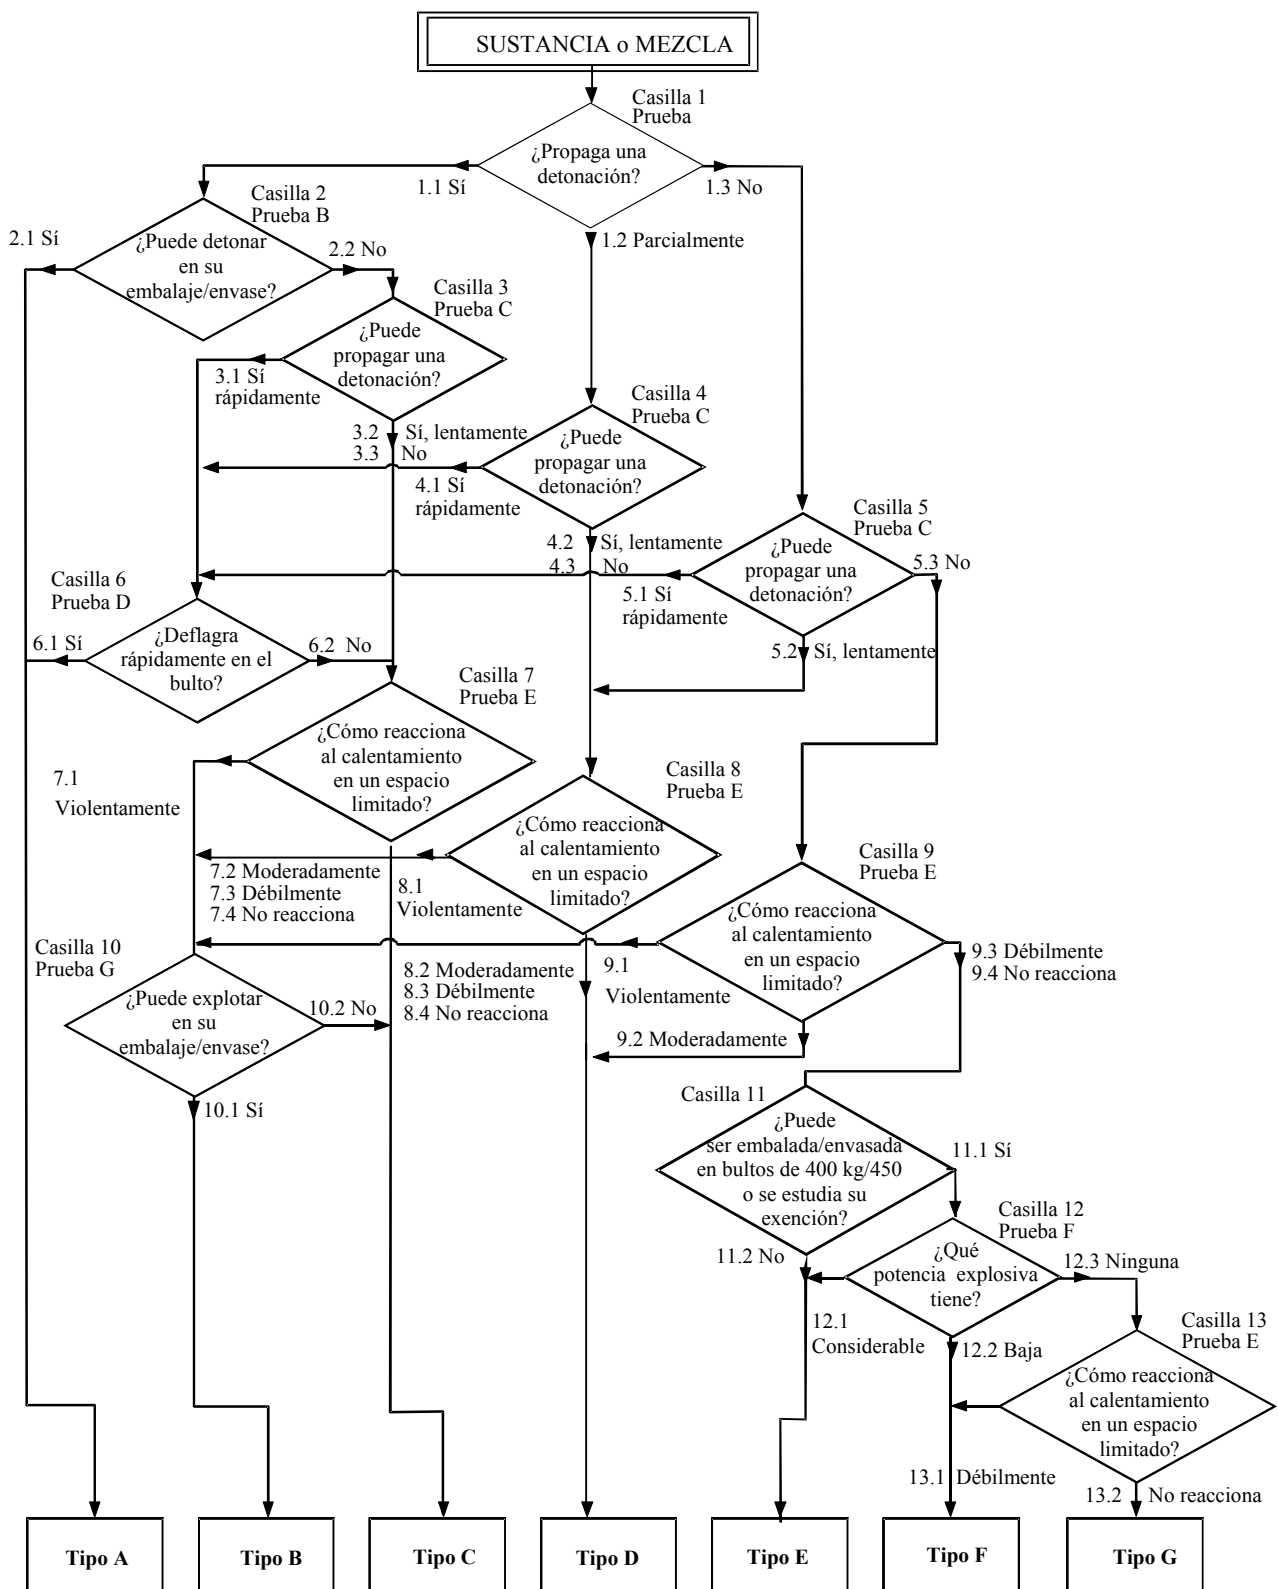 SUSTANCIA o MEZCLA
Casilla 1
Prueba
¿Propaga una
detonación?
1.1 Sí
1.3 No
1.2 Parcialmente
Casilla 2
Prueba B
2.1 Sí
¿Puede detonar
en su
embalaje/envase?
2.2 No
Casilla 3
Prueba C
¿Puede
propagar una
detonación?
3.1 Sí
rápidamente
3.2 Sí, lentamente
3.3 No
Casilla 4
Prueba C
¿Puede
propagar una
detonación?
4.1 Sí
rápidamente
4.2 Sí, lentamente
4.3 No
Casilla 5
Prueba C
¿Puede
propagar una
detonación?
5.3 No
5.1 Sí
rápidamente
5.2 Sí, lentamente
Casilla 6
Prueba D
6.1 Sí
¿Deflagra
rápidamente en el
bulto?
6.2 No
Casilla 7
Prueba E
¿Cómo reacciona
al calentamiento
en un espacio
limitado?
7.1
Violentamente
7.2 Moderadamente
7.3 Débilmente
7.4 No reacciona
Casilla 8
Prueba E
¿Cómo reacciona
al calentamiento
en un espacio
limitado?
8.1
Violentamente
8.2 Moderadamente
8.3 Débilmente
8.4 No reacciona
Casilla 9
Prueba E
¿Cómo reacciona
al calentamiento
en un espacio
limitado?
9.1
Violentamente
9.2 Moderadamente
9.3 Débilmente
9.4 No reacciona
Casilla 10
Prueba G
¿Puede explotar
en su
embalaje/envase?
10.2 No
10.1 Sí
Casilla 11
¿Puede
ser embalada/envasada
en bultos de 400 kg/450
o se estudia su
exención?
11.1 Sí
11.2 No
Casilla 12
Prueba F
¿Qué
potencia explosiva
tiene?
12.3 Ninguna
12.1
Considerable
12.2 Baja
Casilla 13
Prueba E
¿Cómo reacciona
al calentamiento
en un espacio
limitado?
13.1 Débilmente
13.2 No reacciona
Tipo A
Tipo B
Tipo C
Tipo D
Tipo E
Tipo F
Tipo G